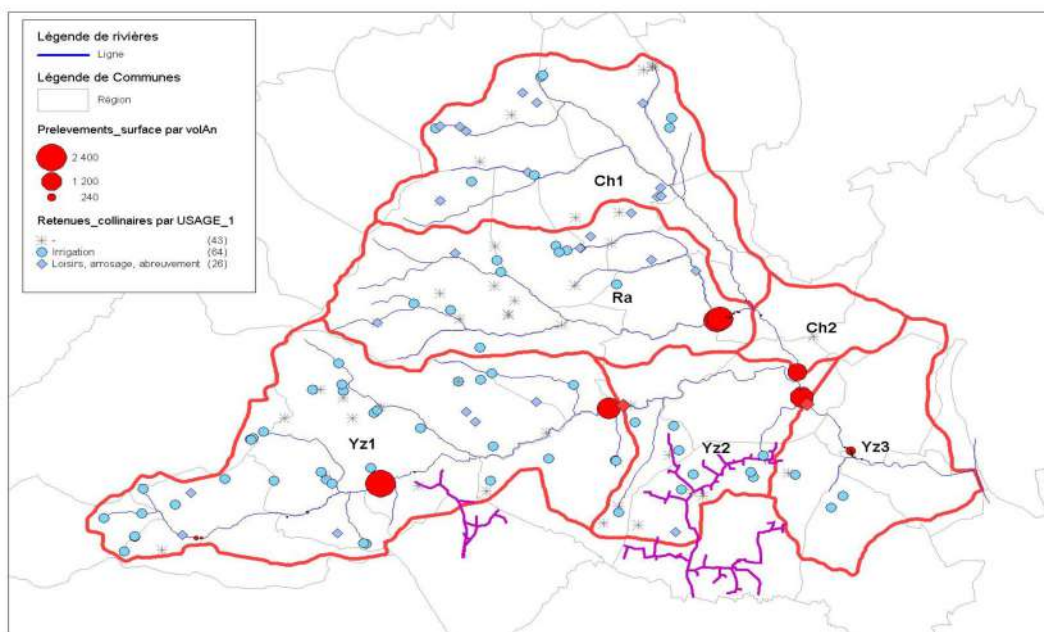 Légende de rivières
Ligne
Légende de Communes
Région
Prelevements_surface par volAn
2 400
1 200
240
Retenues_collinaires par USAGE_1
- (43)
Irrigation (64)
Loisirs, arrosage, abreuvement (26)
Ch1
Ra
Ch2
Yz1
Yz2
Yz3